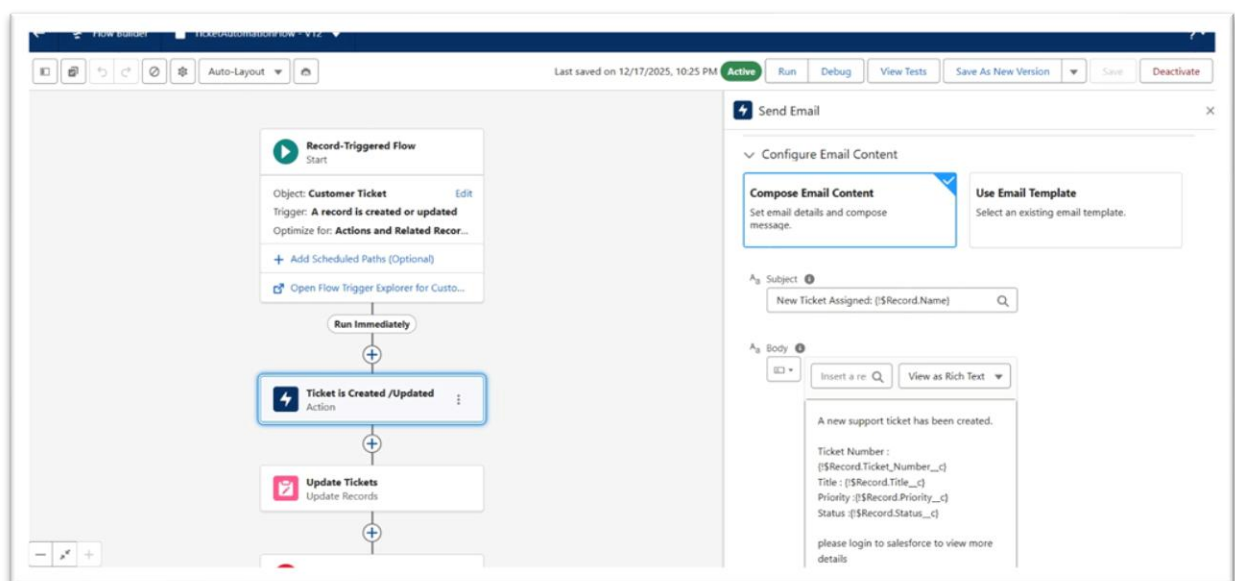 Flow Builder TicketAutomationFlow - V12
Auto-Layout
Last saved on 12/17/2025, 10:25 PM Active Run Debug View Tests Save As New Version Save Deactivate
Record-Triggered Flow
Start
Object: Customer Ticket Edit
Trigger: A record is created or updated
Optimize for: Actions and Related Recor...
+ Add Scheduled Paths (Optional)
Open Flow Trigger Explorer for Custo...
Run Immediately
Ticket is Created /Updated
Action
Update Tickets
Update Records
Send Email
Configure Email Content
Compose Email Content
Set email details and compose
message.
Use Email Template
Select an existing email template.
Subject
New Ticket Assigned: {!$Record.Name}
Body
Insert a re
View as Rich Text
A new support ticket has been created.
Ticket Number :
{!$Record.Ticket_Number__c}
Title : {!$Record.Title__c}
Priority :{!$Record.Priority__c}
Status :{!$Record.Status__c}
please login to salesforce to view more
details